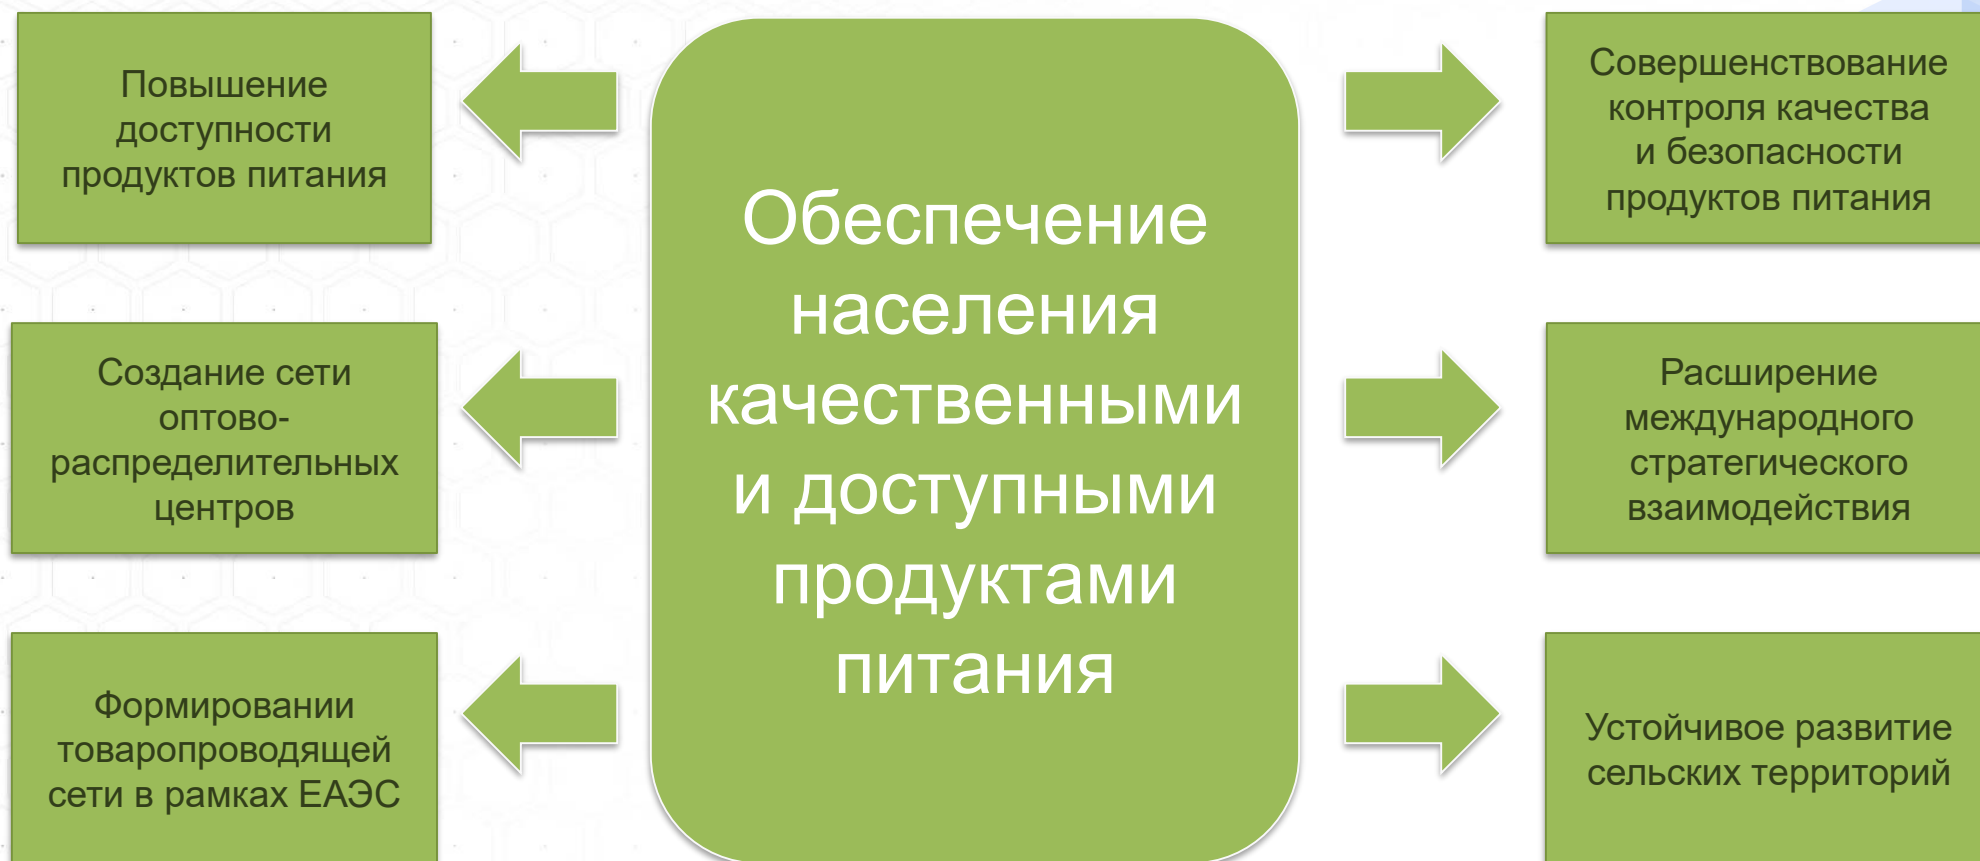 Повышение
доступности
продуктов питания
Создание сети
оптово-
распределительных
центров
Формировании
товаропроводящей
сети в рамках ЕАЭС
Обеспечение
населения
качественными
и доступными
продуктами
питания
Совершенствование
контроля качества
и безопасности
продуктов питания
Расширение
международного
стратегического
взаимодействия
Устойчивое развитие
сельских территорий